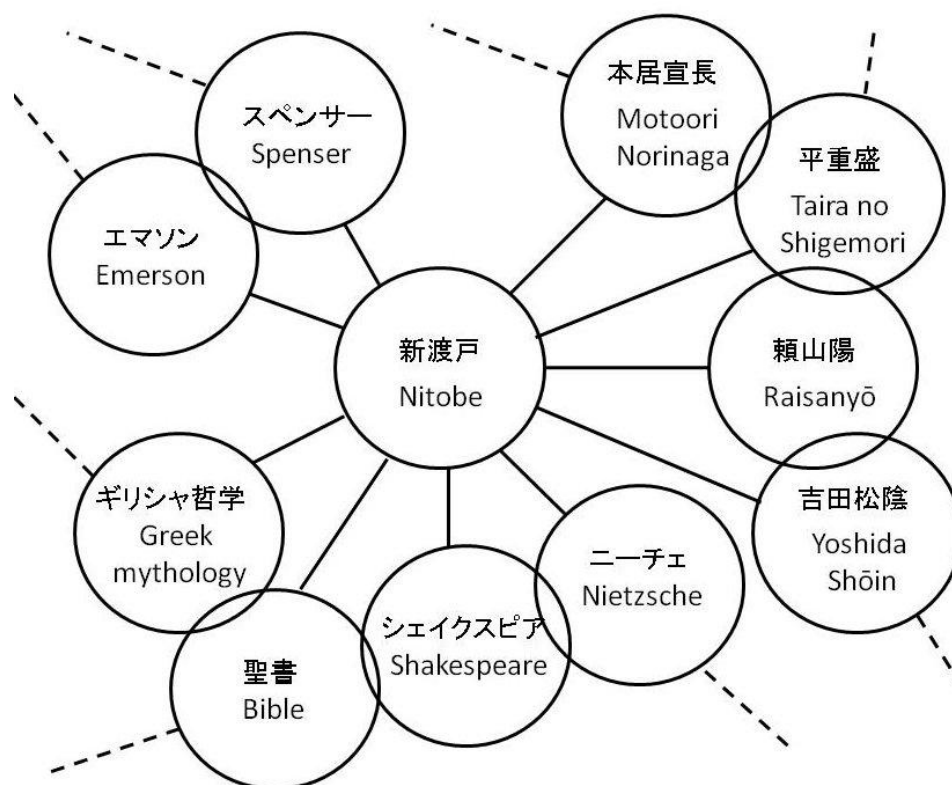 スペンサー
Spenser
本居宣長
Motoori
Norinaga
平重盛
Taira no
Shigemori
エマソン
Emerson
新渡戸
Nitobe
頼山陽
Raisanyō
ギリシャ哲学
Greek
mythology
ニーチェ
Nietzsche
吉田松陰
Yoshida
Shōin
シェイクスピア
Shakespeare
聖書
Bible